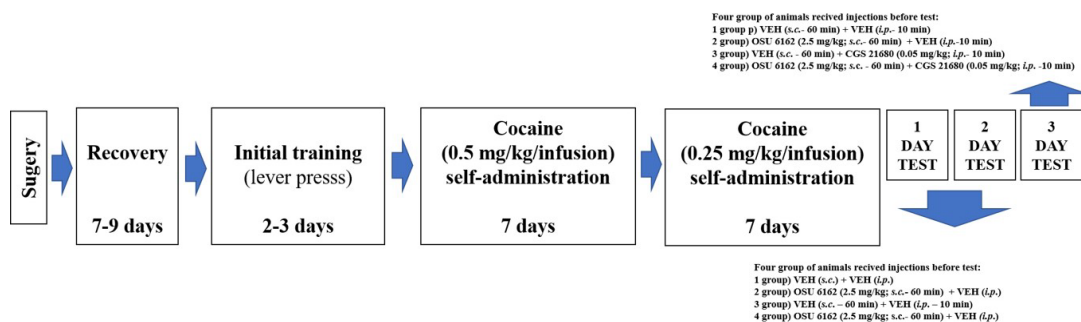 Four group of animals recived injections before test:
1 group p) VEH (s.c.- 60 min) + VEH (i.p.- 10 min)
2 group) OSU 6162 (2.5 mg/kg; s.c.- 60 min)  + VEH (i.p.-10 min)
3 group) VEH (s.c. - 60 min) + CGS 21680 (0.05 mg/kg; i.p.- 10 min)
4 group) OSU 6162 (2.5 mg/kg; s.c. - 60 min) + CGS 21680 (0.05 mg/kg; i.p. -10 min)
Sugery
Recovery
7-9 days
Initial training
(lever presss)
2-3 days
Cocaine
(0.5 mg/kg/infusion)
self-administration
7 days
Cocaine
(0.25 mg/kg/infusion)
self-administration
7 days
1
DAY
TEST
2
DAY
TEST
3
DAY
TEST
Four group of animals recived injections before test:
1 group) VEH (s.c.) + VEH (i.p.)
2 group) OSU 6162 (2.5 mg/kg; s.c.- 60 min)  + VEH (i.p.)
3 group) VEH (s.c. – 60 min) + VEH (i.p. – 10 min)
4 group) OSU 6162 (2.5 mg/kg; s.c.- 60 min) + VEH (i.p.)